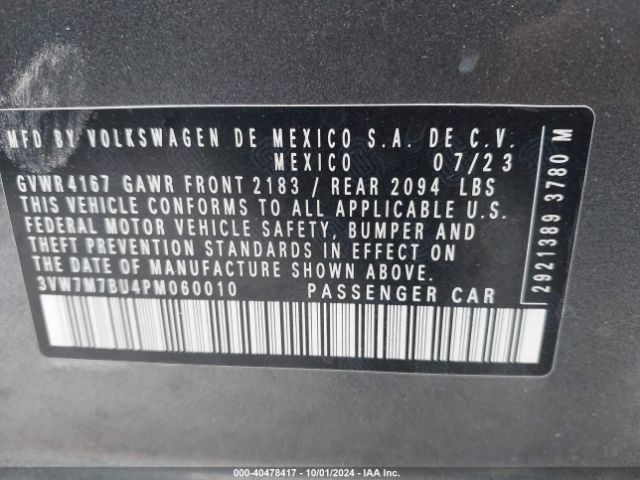 MFD BY VOLKSWAGEN DE MEXICO S.A. DE C.V.
MEXICO 07/23
GVWR 4167 GAWR FRONT 2183 / REAR 2094 LBS
THIS VEHICLE CONFORMS TO ALL APPLICABLE U.S.
FEDERAL MOTOR VEHICLE SAFETY, BUMPER AND
THEFT PREVENTION STANDARDS IN EFFECT ON
THE DATE OF MANUFACTURE SHOWN ABOVE.
3VW7M7BU4PM060010 PASSENGER CAR
2921389 3780 M
000-40478417 - 10/01/2024 - IAA Inc.